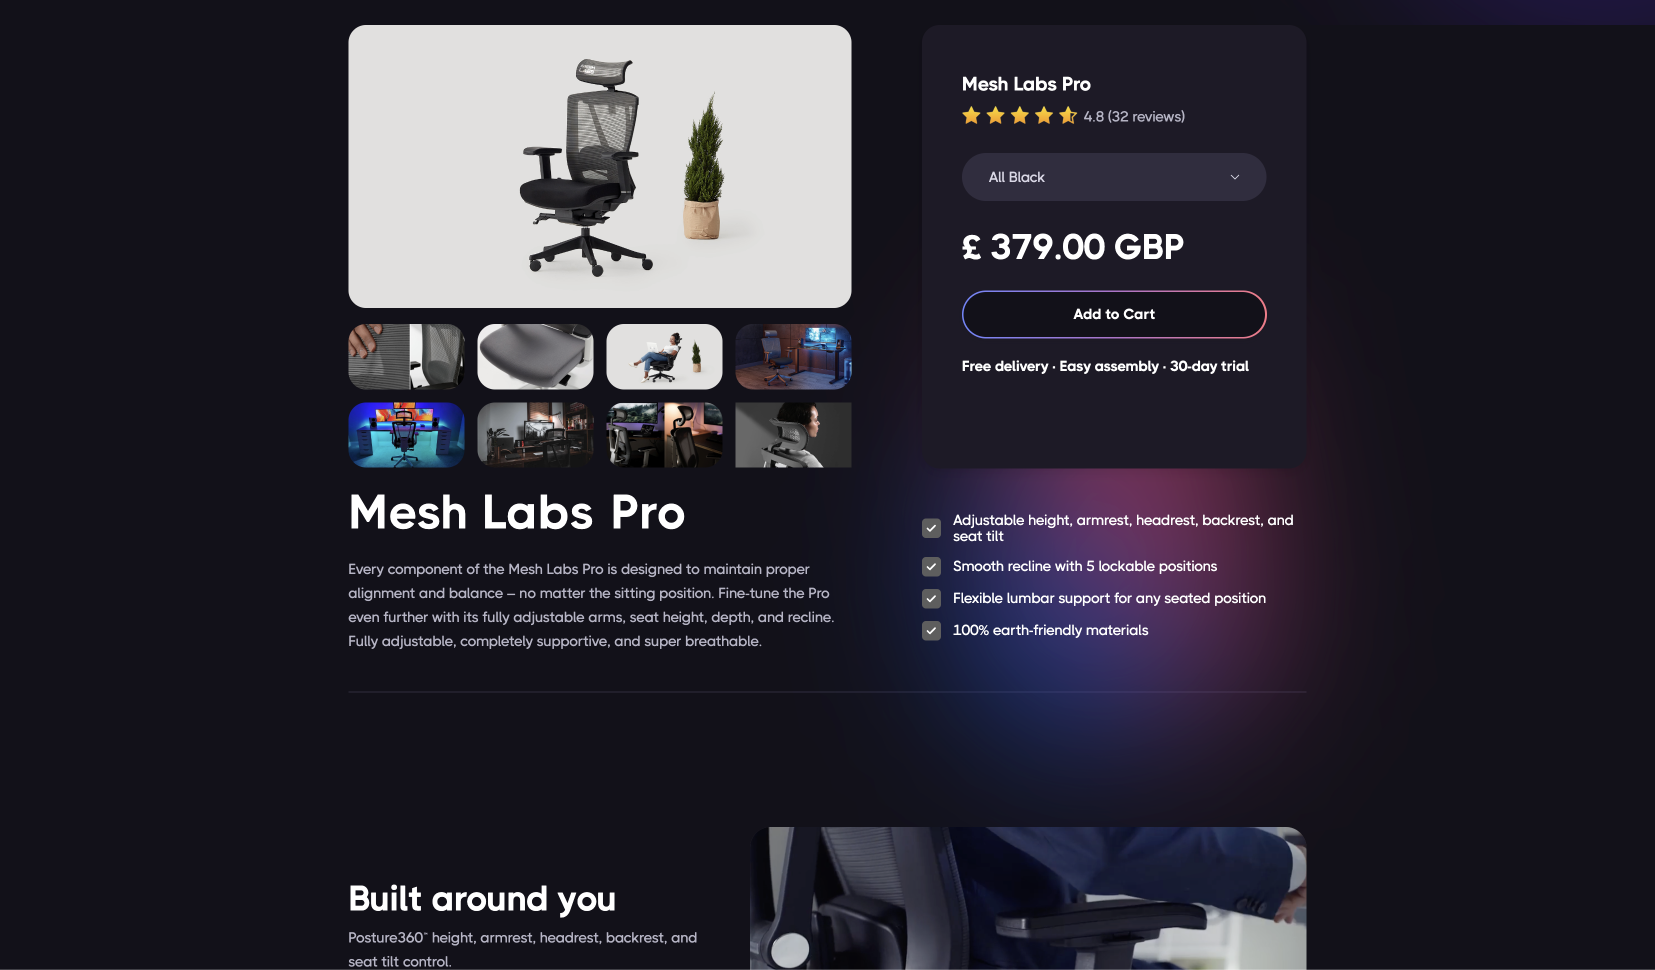 Mesh Labs Pro
4.8 (32 reviews)
All Black
£ 379.00 GBP
Add to Cart
Free delivery · Easy assembly · 30-day trial
Mesh Labs Pro
Every component of the Mesh Labs Pro is designed to maintain proper
alignment and balance – no matter the sitting position. Fine-tune the Pro
even further with its fully adjustable arms, seat height, depth, and recline.
Fully adjustable, completely supportive, and super breathable.
Adjustable height, armrest, headrest, backrest, and
seat tilt
Smooth recline with 5 lockable positions
Flexible lumbar support for any seated position
100% earth-friendly materials
Built around you
Posture360™ height, armrest, headrest, backrest, and
seat tilt control.